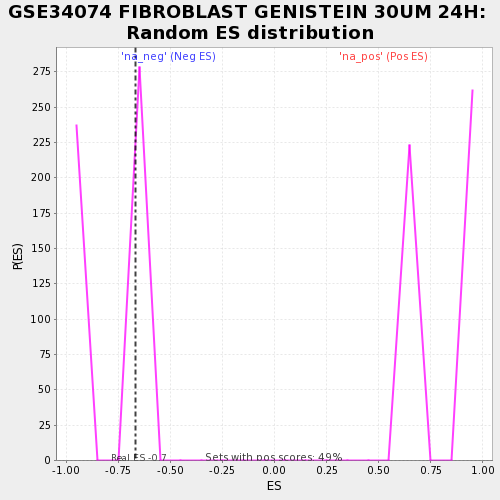 GSE34074 FIBROBLAST GENISTEIN 30UM 24H:
Random ES distribution
'na_neg' (Neg ES) 'na_pos' (Pos ES)
275
250
225
200
175
150
125
100
75
50
25
0
P(ES)
Real ES -0.7 Sets with pos scores: 49%
-1.00 -0.75 -0.50 -0.25 0.00 0.25 0.50 0.75 1.00
ES